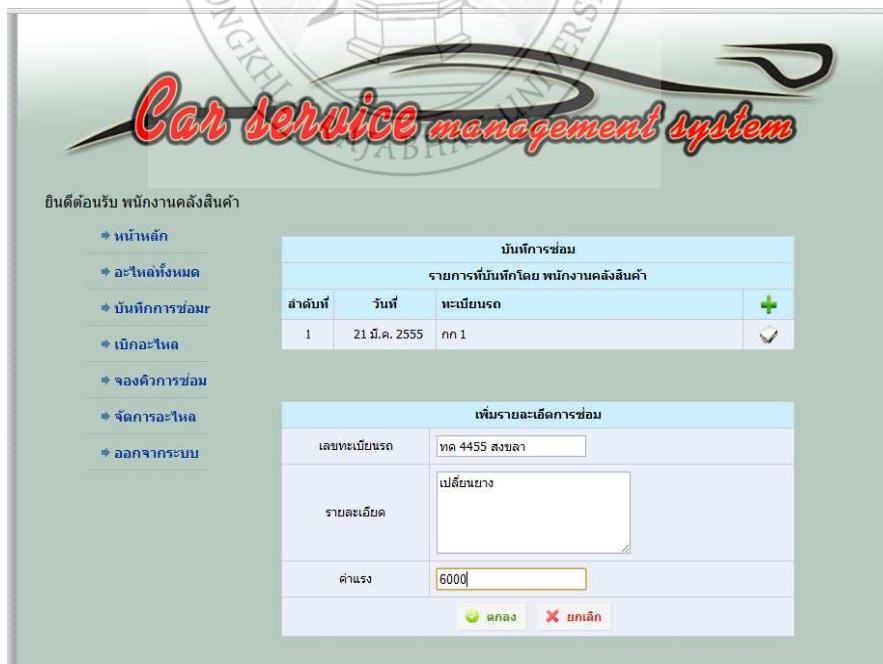 Car service management system
ยินดีต้อนรับ พนักงานคลังสินค้า
หน้าหลัก
อะไหล่ทั้งหมด
บันทึกการซ่อมr
เบิกอะไหล
จองคิวการซ่อม
จัดการอะไหล
ออกจากระบบ
บันทึการซ่อม
รายการที่บันทึกโดย พนักงานคลังสินค้า
ลำดับที่ วันที่ ทะเบียนรถ
1 21 มี.ค. 2555 กก 1
เพิ่มรายละเอียดการซ่อม
เลขทะเบียนรถ ทด 4455 สงขลา
รายละเอียด เปลี่ยนยาง
ค่าแรง 6000
ตกลง ยกเลิก